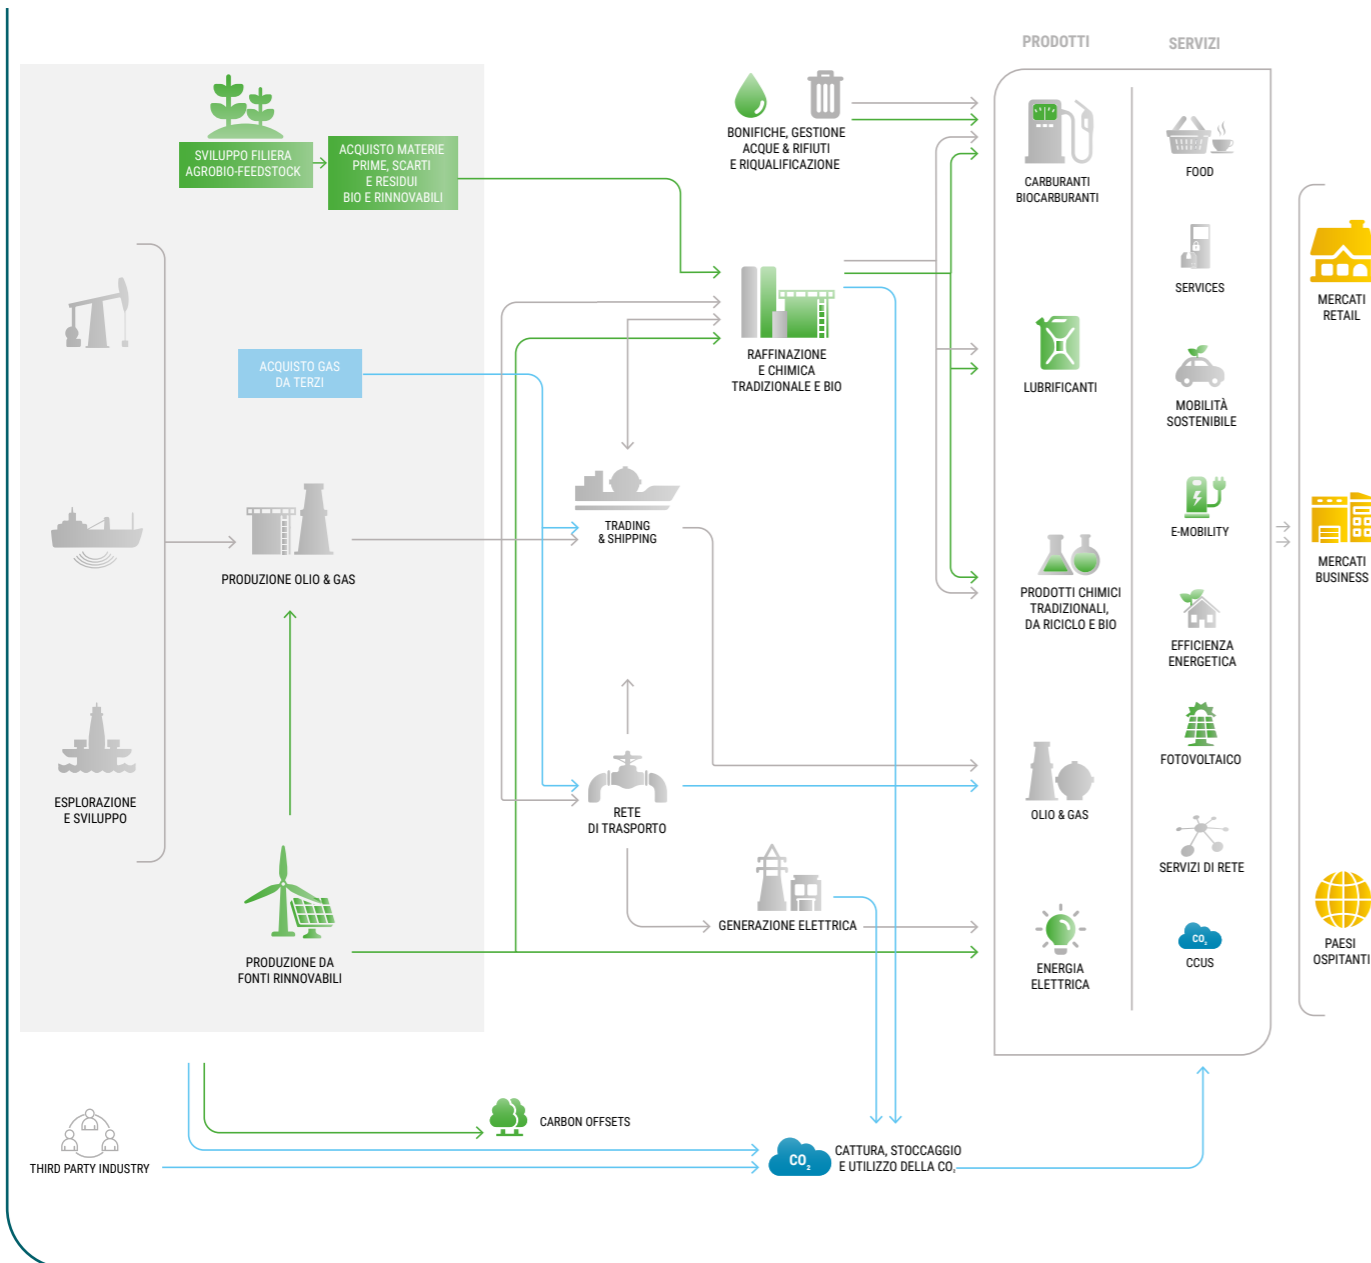 PRODOTTI
SERVIZI
SVILUPPO FILIERA
AGROBIO-FEEDSTOCK
ACQUISTO MATERIE
PRIME, SCARTI
E RESIDUI
BIO E RINNOVABILI
BONIFICHE, GESTIONE
ACQUE & RIFIUTI
E RIQUALIFICAZIONE
CARBURANTI
BIOCARBURANTI
FOOD
SERVICES
MERCATI
RETAIL
ACQUISTO GAS
DA TERZI
RAFFINAZIONE
E CHIMICA
TRADIZIONALE E BIO
LUBRIFICANTI
MOBILITÀ
SOSTENIBILE
TRADING
& SHIPPING
E-MOBILITY
PRODUZIONE OLIO & GAS
PRODOTTI CHIMICI
TRADIZIONALI,
DA RICICLO E BIO
MERCATI
BUSINESS
EFFICIENZA
ENERGETICA
FOTOVOLTAICO
ESPLORAZIONE
E SVILUPPO
RETE
DI TRASPORTO
OLIO & GAS
SERVIZI DI RETE
GENERAZIONE ELETTRICA
PRODUZIONE DA
FONTI RINNOVABILI
ENERGIA
ELETTRICA
CO₂
CCUS
PAESI
OSPITANTI
CARBON OFFSETS
THIRD PARTY INDUSTRY
CO₂
CATTURA, STOCCAGGIO
E UTILIZZO DELLA CO₂